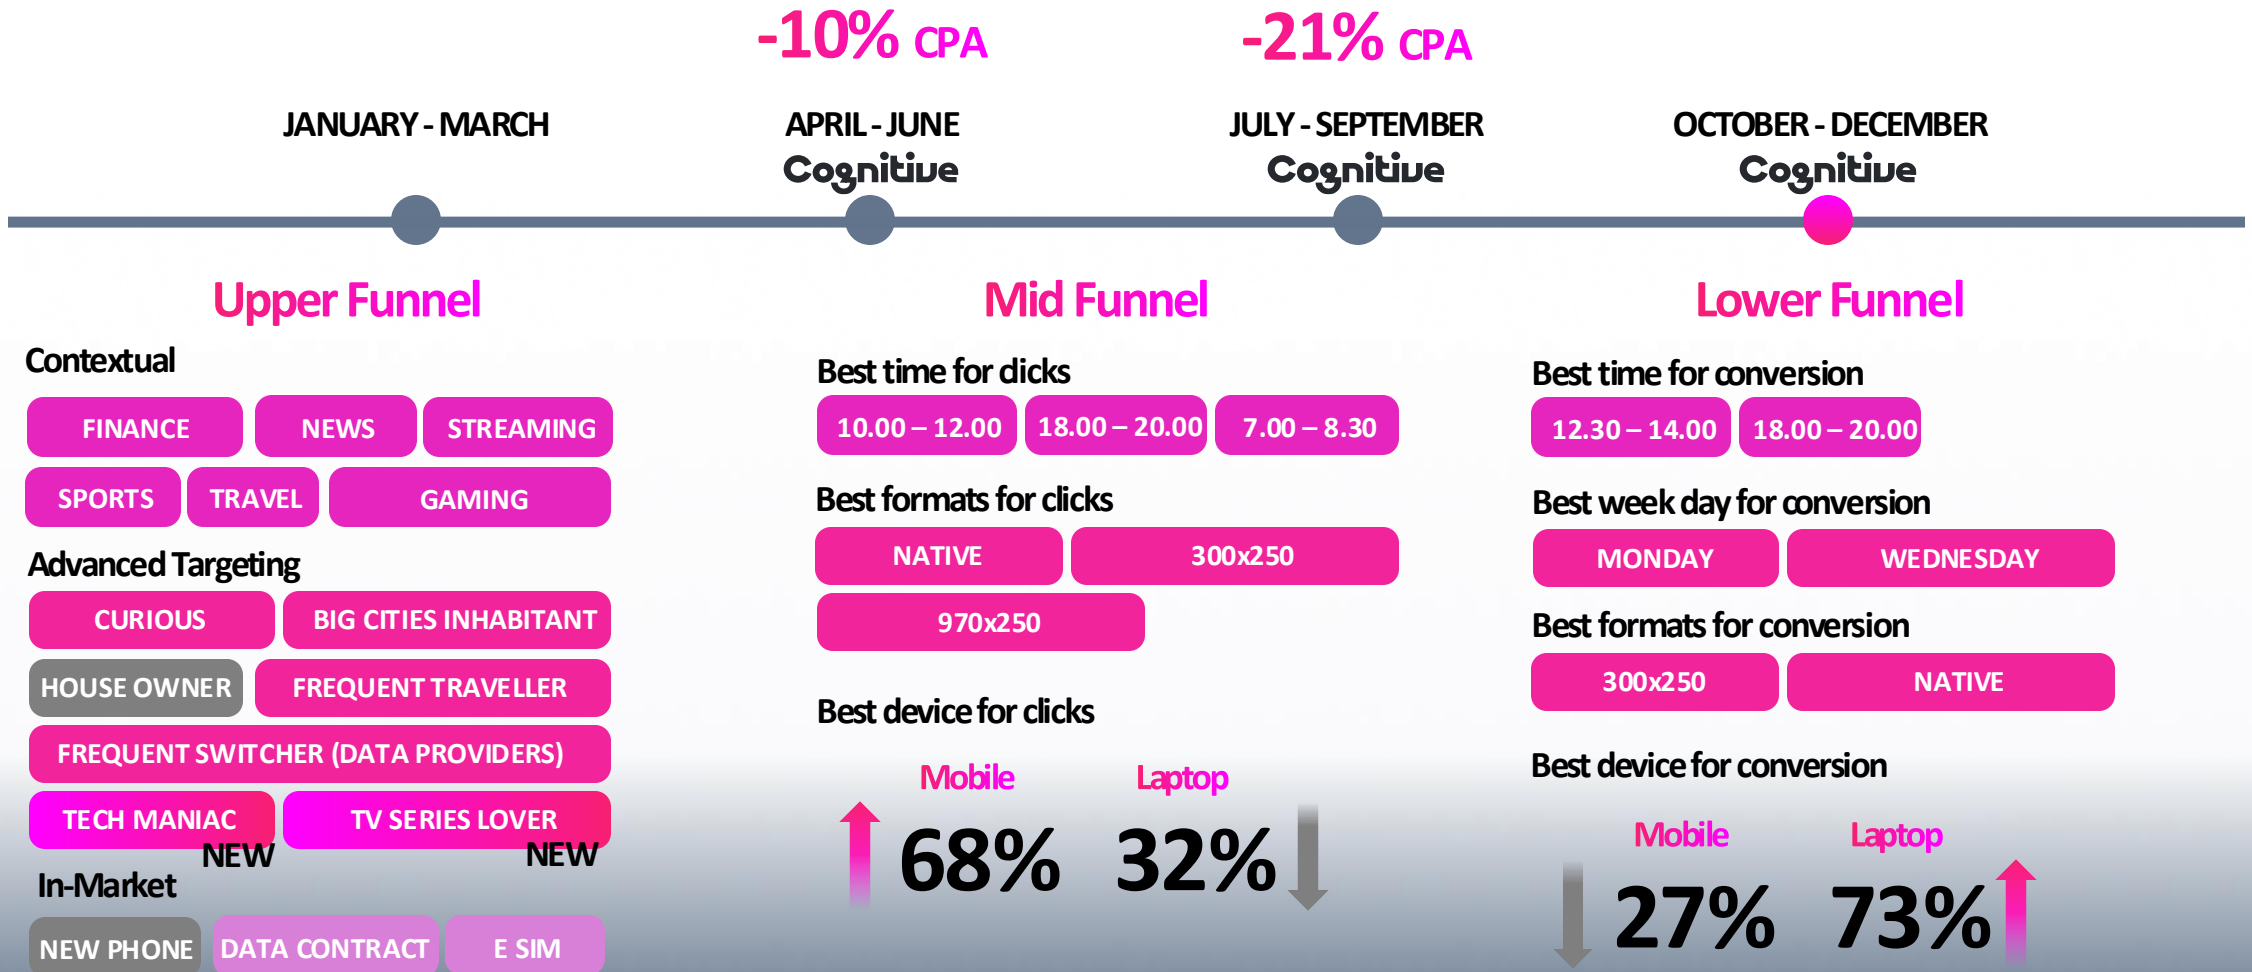 -10% CPA
-21% CPA
JANUARY - MARCH
APRIL - JUNE
JULY - SEPTEMBER
OCTOBER - DECEMBER
Cognitive
Cognitive
Cognitive
Upper Funnel
Contextual
FINANCE
NEWS
STREAMING
SPORTS
TRAVEL
GAMING
Advanced Targeting
CURIOUS
BIG CITIES INHABITANT
HOUSE OWNER
FREQUENT TRAVELLER
FREQUENT SWITCHER (DATA PROVIDERS)
TECH MANIAC
TV SERIES LOVER
NEW
NEW
In-Market
NEW PHONE
DATA CONTRACT
E SIM
Mid Funnel
Best time for clicks
10.00 – 12.00
18.00 – 20.00
7.00 – 8.30
Best formats for clicks
NATIVE
300x250
970x250
Best device for clicks
Mobile
Laptop
68%
32%
Lower Funnel
Best time for conversion
12.30 – 14.00
18.00 – 20.00
Best week day for conversion
MONDAY
WEDNESDAY
Best formats for conversion
300x250
NATIVE
Best device for conversion
Mobile
Laptop
27%
73%